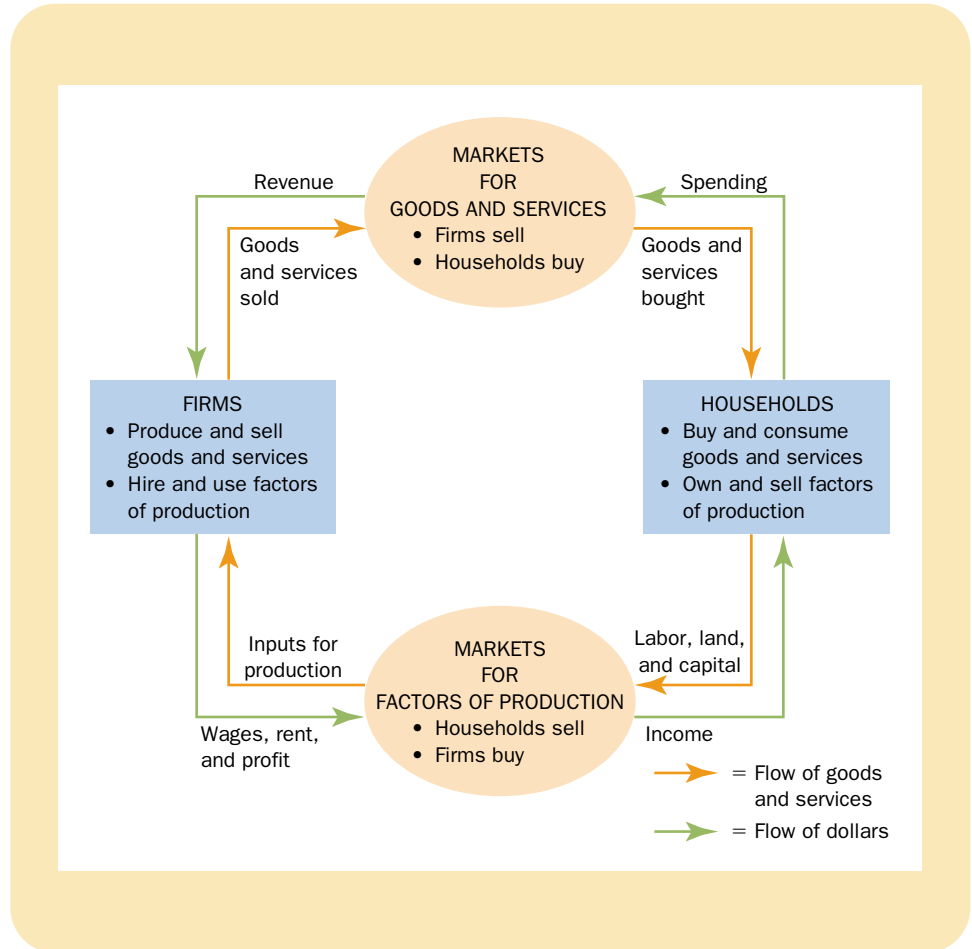 MARKETS
FOR
GOODS AND SERVICES
• Firms sell
• Households buy
Revenue
Spending
Goods
and services
sold
Goods and
services
bought
FIRMS
• Produce and sell
goods and services
• Hire and use factors
of production
HOUSEHOLDS
• Buy and consume
goods and services
• Own and sell factors
of production
Inputs for
production
Labor, land,
and capital
MARKETS
FOR
FACTORS OF PRODUCTION
• Households sell
• Firms buy
Wages, rent,
and profit
Income
= Flow of goods
and services
= Flow of dollars